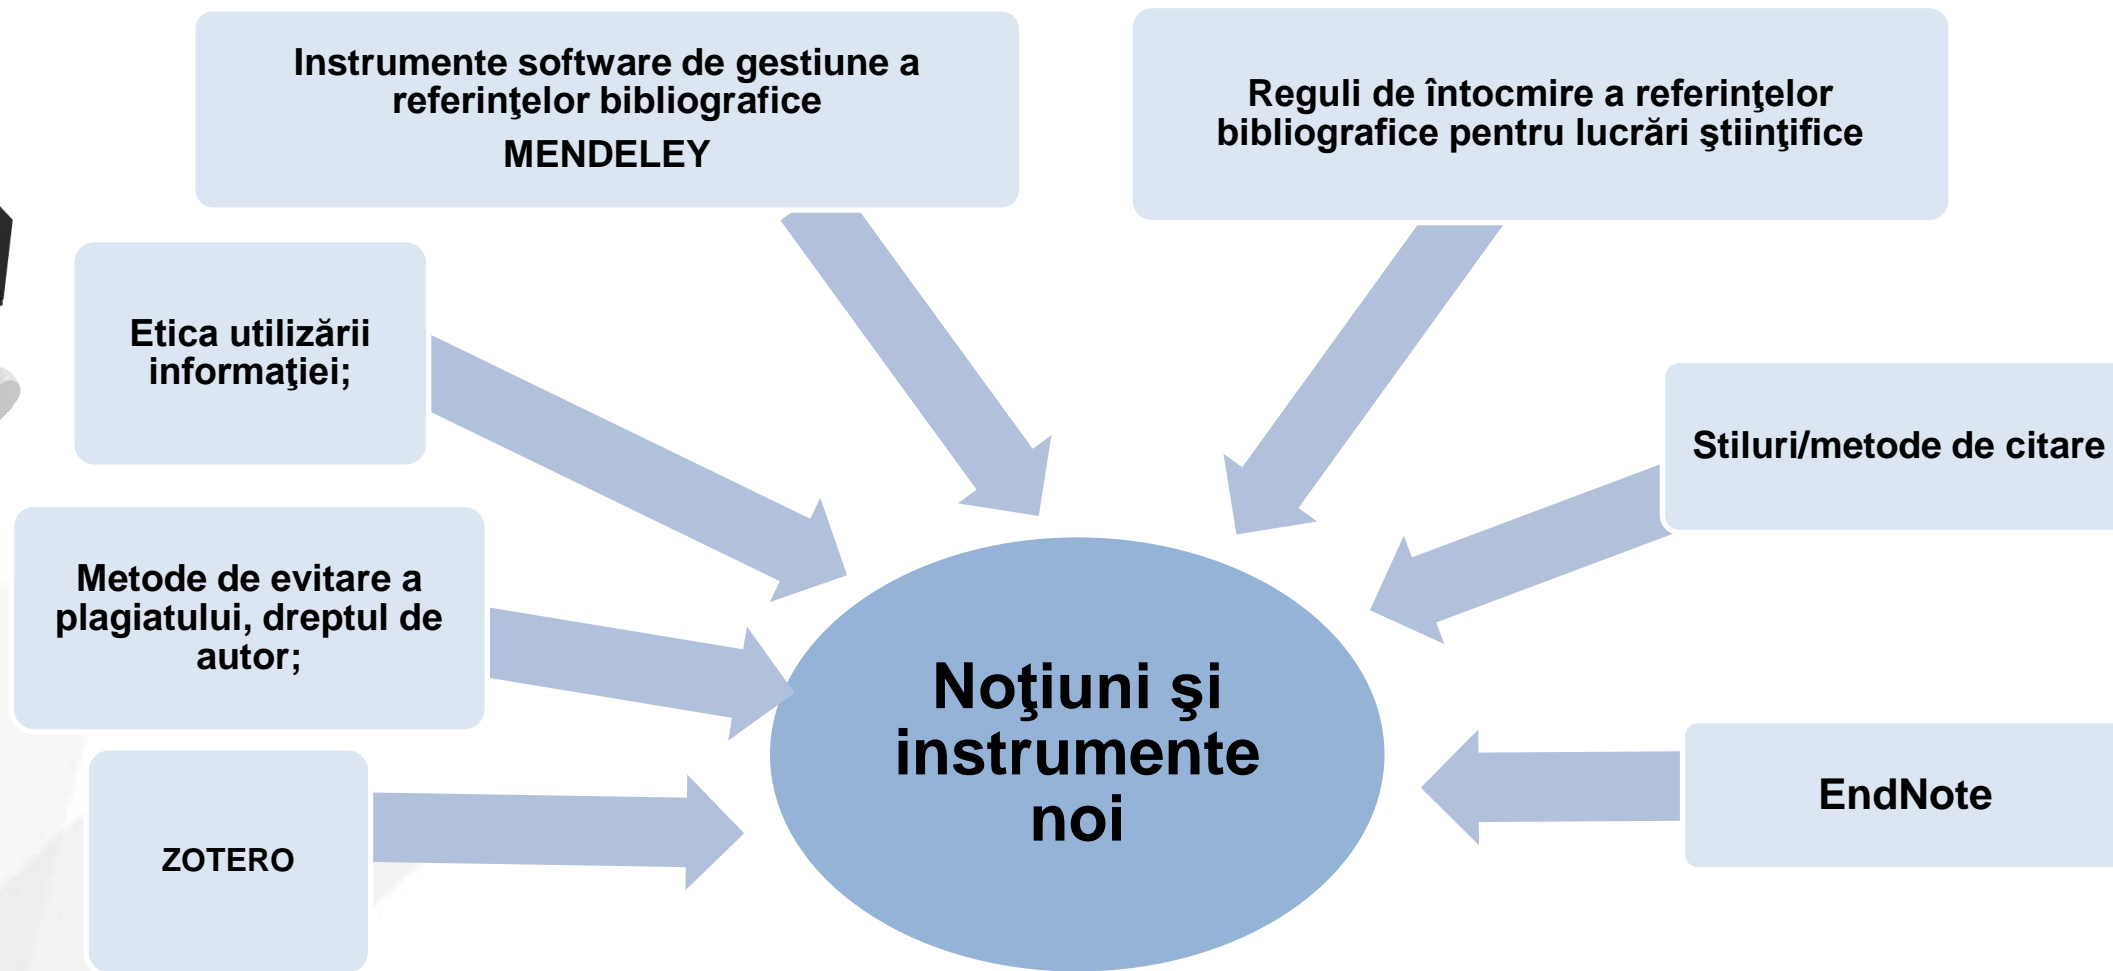 Instrumente software de gestiune a
referinţelor bibliografice
MENDELEY
Reguli de întocmire a referinţelor
bibliografice pentru lucrări ştiinţifice
Etica utilizării
informaţiei;
Stiluri/metode de citare
Metode de evitare a
plagiatului, dreptul de
autor;
Noţiuni şi
instrumente
noi
EndNote
ZOTERO